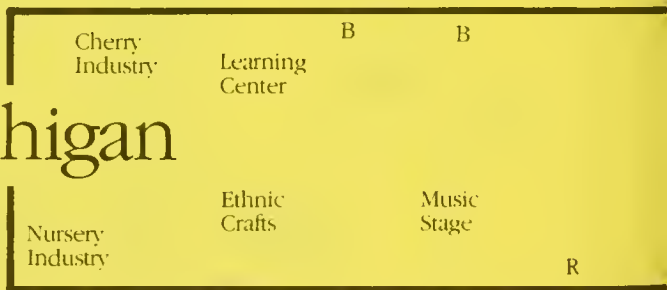 B B
Cherry
Industry
Learning
Center
higan
Ethnic
Crafts
Music
Stage
Nursery
Industry
R